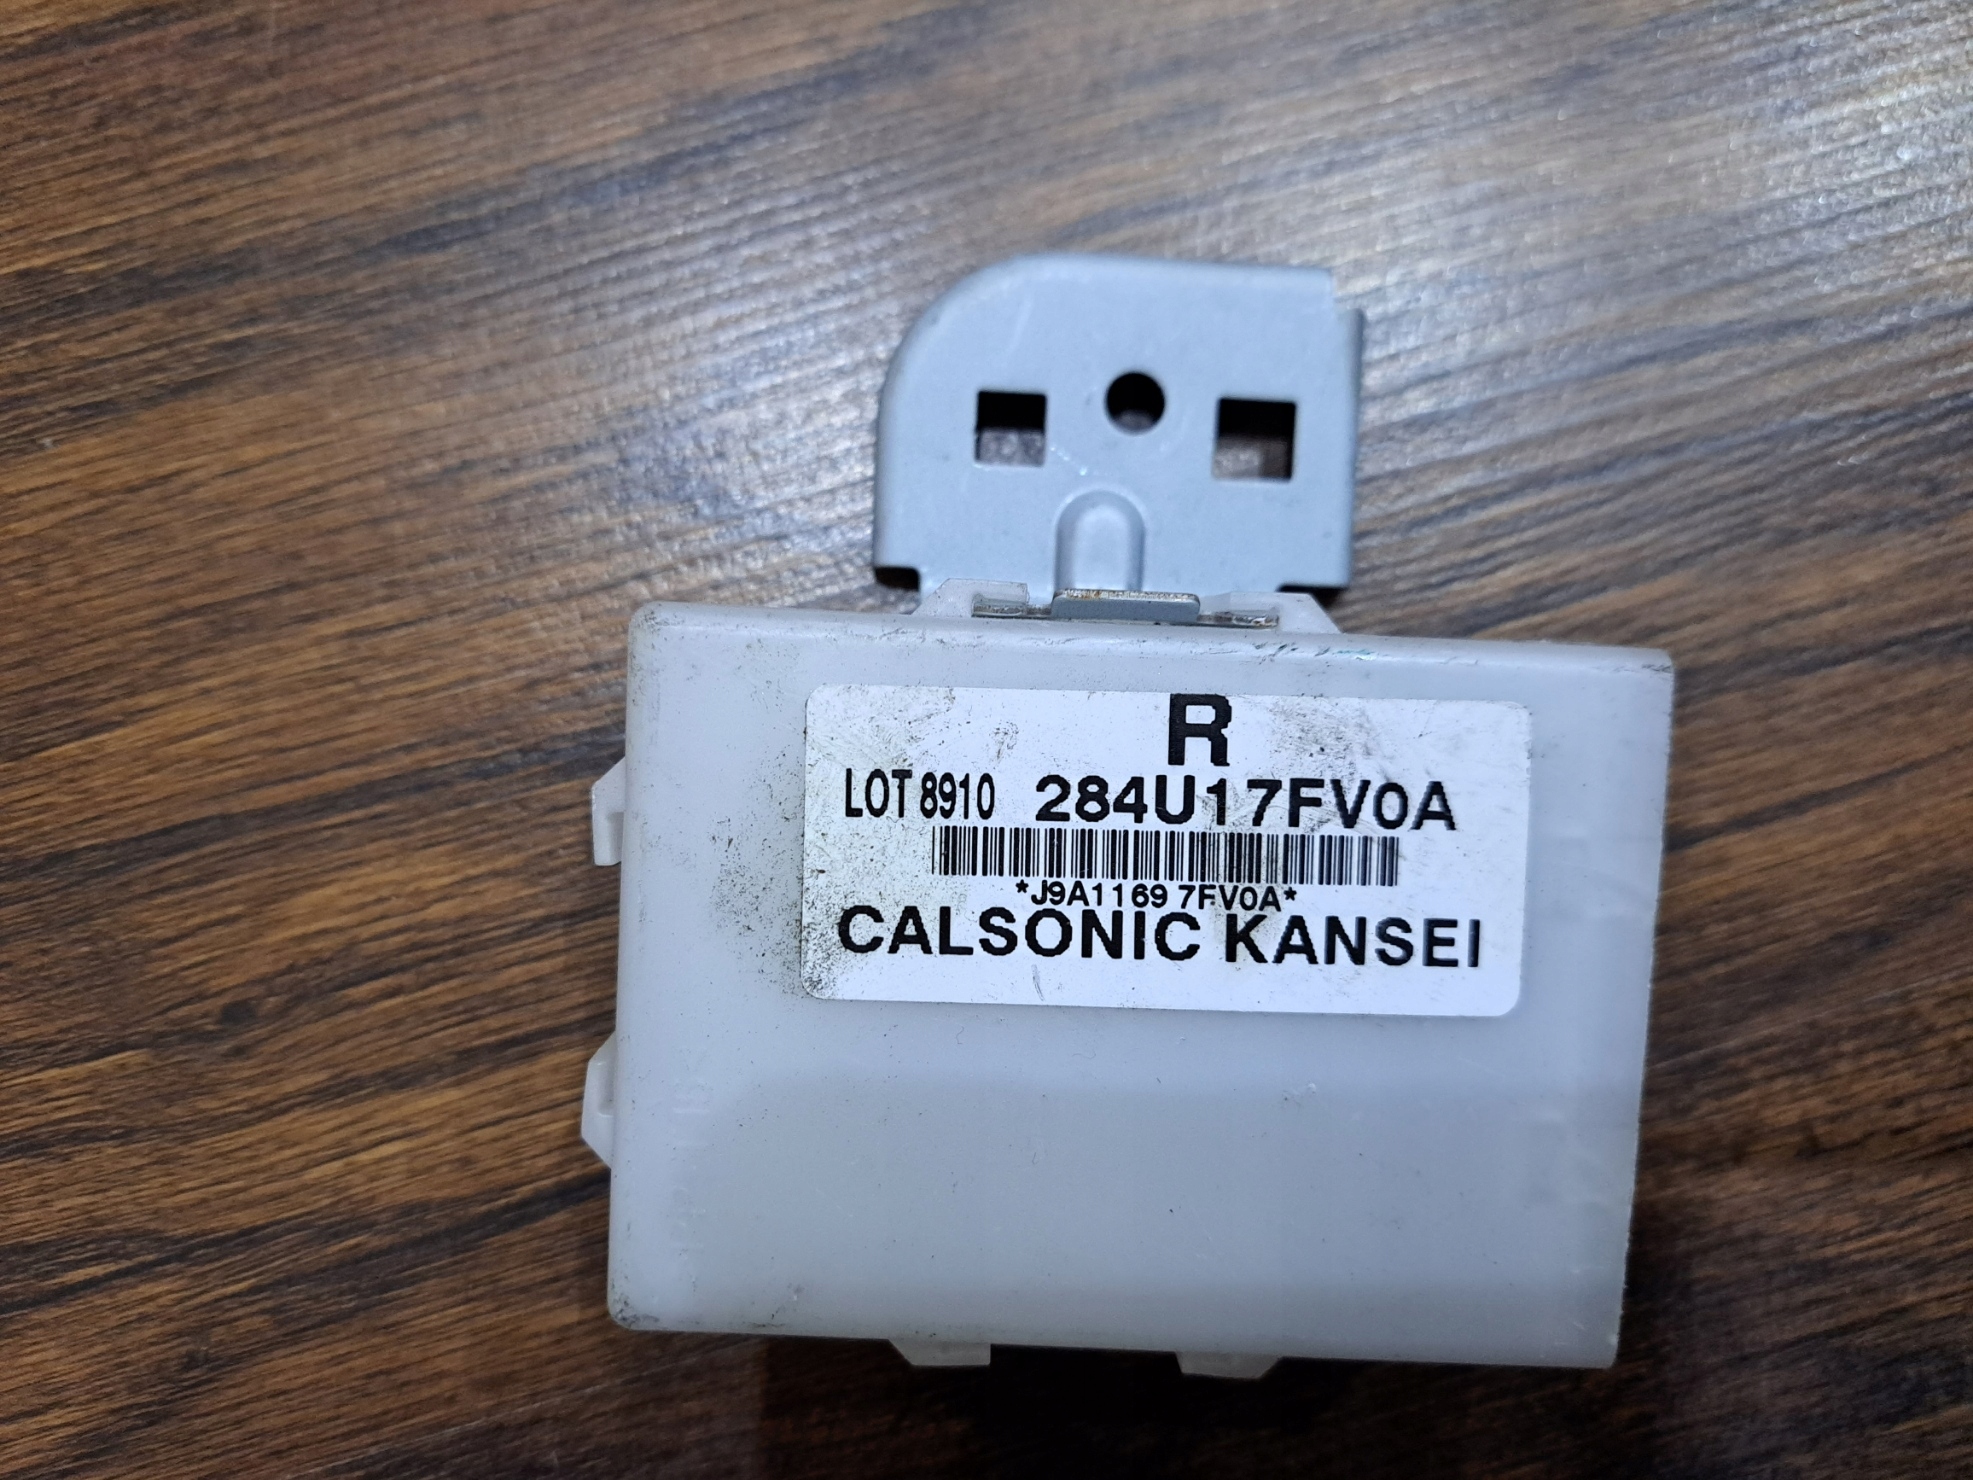 R
LOT 8910 284U17FV0A
*J9A1169 7FV0A*
CALSONIC KANSEI